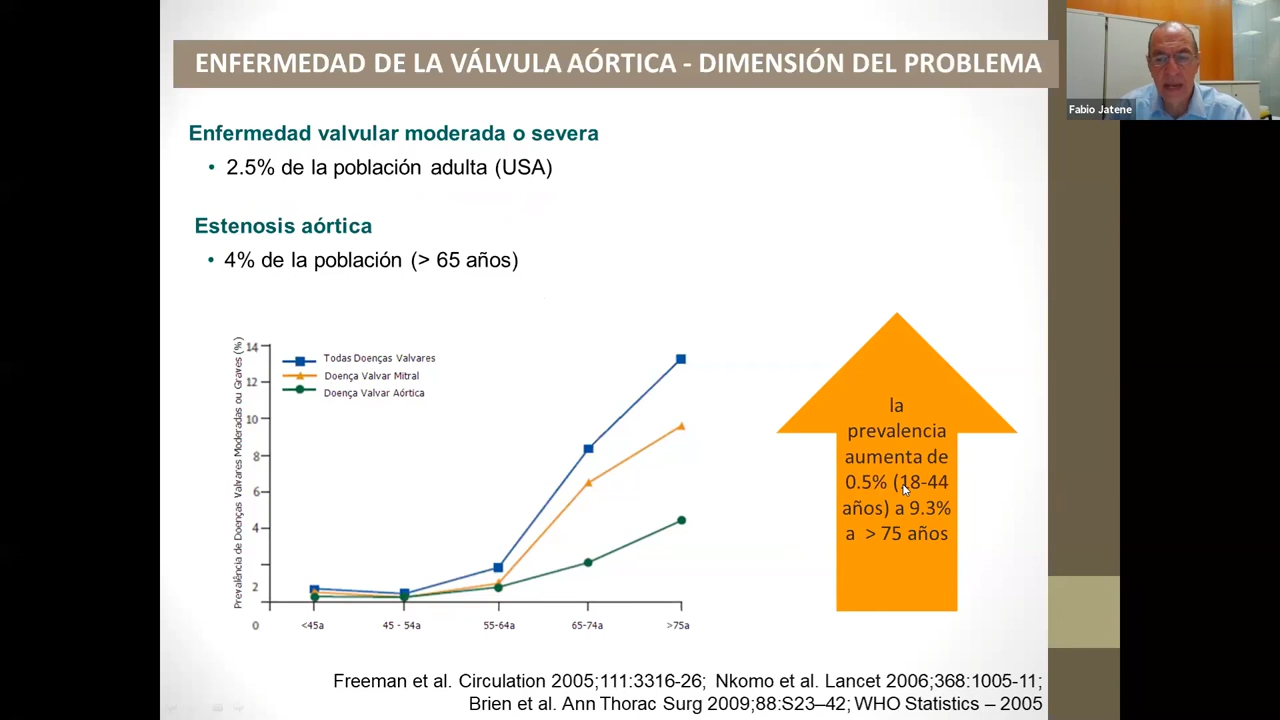 ENFERMEDAD DE LA VÁLVULA AÓRTICA - DIMENSIÓN DEL PROBLEMA
Fabio Jatene
Enfermedad valvular moderada o severa
• 2.5% de la población adulta (USA)
Estenosis aórtica
• 4% de la población (> 65 años)
Prevalência de Doenças Valvares Moderadas ou Graves (%)
14
12
10
8
6
4
2
0
Todas Doenças Valvares
Doença Valvar Mitral
Doença Valvar Aórtica
<45a
45 - 54a
55-64a
65-74a
>75a
la
prevalencia
aumenta de
0.5% (18-44
años) a 9.3%
a > 75 años
Freeman et al. Circulation 2005;111:3316-26; Nkomo et al. Lancet 2006;368:1005-11;
Brien et al. Ann Thorac Surg 2009;88:S23–42; WHO Statistics – 2005